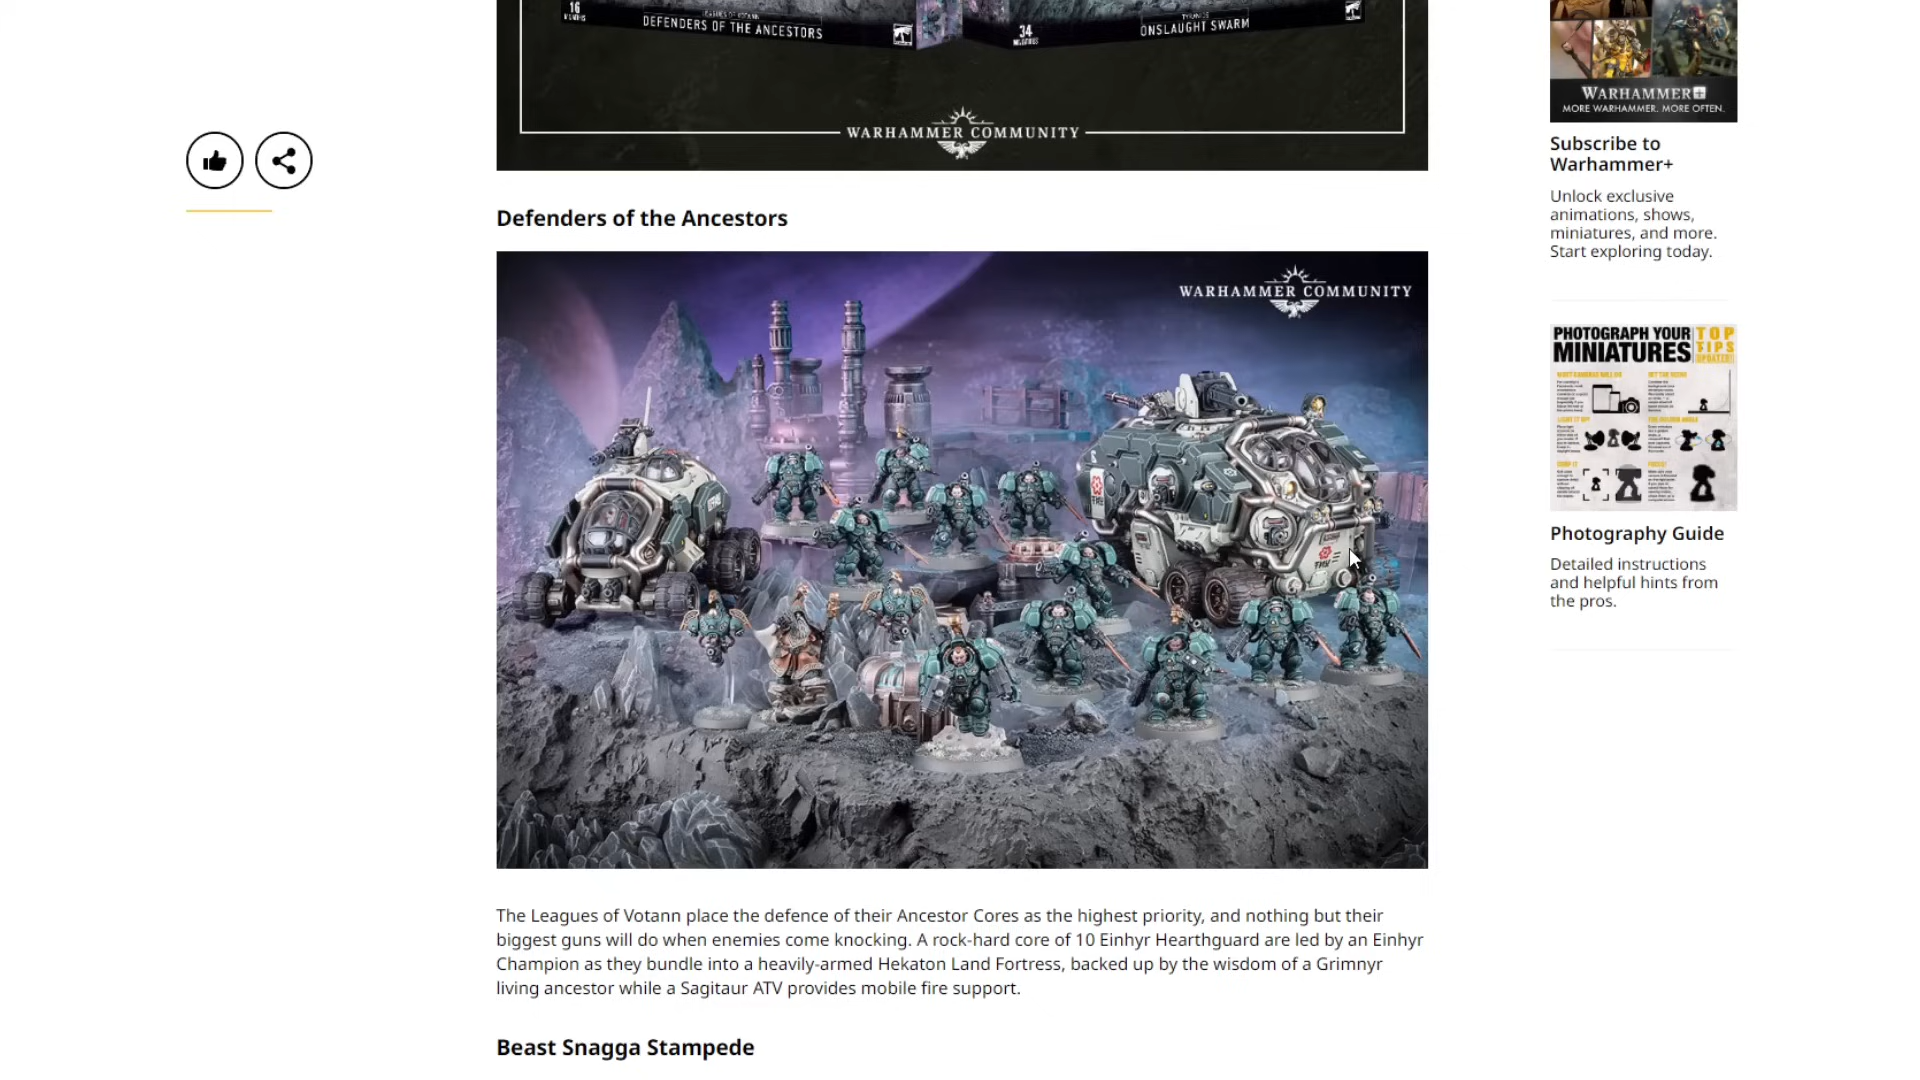 16
DEFENDERS OF THE ANCESTORS
34
TYRANIDS
ONSLAUGHT SWARM
WARHAMMER COMMUNITY
Defenders of the Ancestors
WARHAMMER COMMUNITY
The Leagues of Votann place the defence of their Ancestor Cores as the highest priority, and nothing but their
biggest guns will do when enemies come knocking. A rock-hard core of 10 Einhyr Hearthguard are led by an Einhyr
Champion as they bundle into a heavily-armed Hekaton Land Fortress, backed up by the wisdom of a Grimnyr
living ancestor while a Sagitaur ATV provides mobile fire support.
Beast Snagga Stampede
WARHAMMER+
MORE WARHAMMER. MORE OFTEN.
Subscribe to
Warhammer+
Unlock exclusive
animations, shows,
miniatures, and more.
Start exploring today.
PHOTOGRAPH YOUR
MINIATURES
TOP
TIPS
UPDATED!
Photography Guide
Detailed instructions
and helpful hints from
the pros.